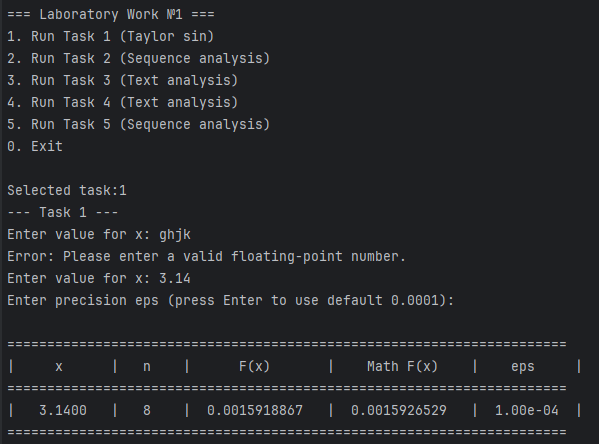 === Laboratory Work №1 ===
1. Run Task 1 (Taylor sin)
2. Run Task 2 (Sequence analysis)
3. Run Task 3 (Text analysis)
4. Run Task 4 (Text analysis)
5. Run Task 5 (Sequence analysis)
0. Exit

Selected task:1
--- Task 1 ---
Enter value for x: ghjk
Error: Please enter a valid floating-point number.
Enter value for x: 3.14
Enter precision eps (press Enter to use default 0.0001):

======================================================================
|     x      |   n    |      F(x)       |    Math F(x)    |    eps     |
======================================================================
|   3.1400   |   8    |  0.0015918867   |  0.0015926529   |  1.00e-04  |
======================================================================